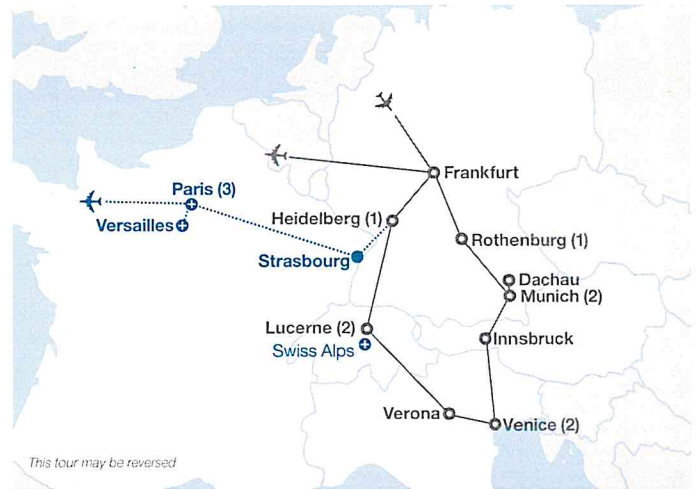 Frankfurt
Paris (3)
Versailles
Heidelberg (1)
Rothenburg (1)
Strasbourg
Dachau
Munich (2)
Lucerne (2)
Swiss Alps
Innsbruck
Verona
Venice (2)
This tour may be reversed